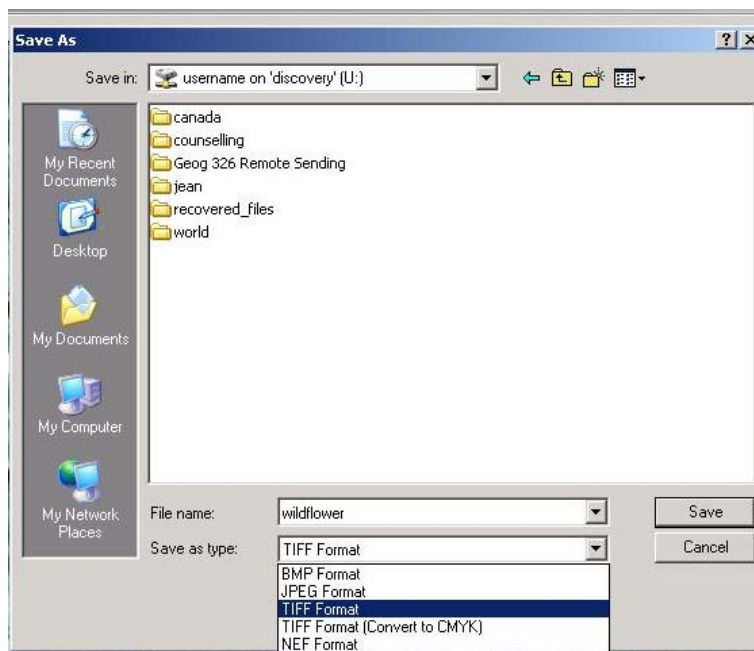 Save As
Save in:
username on 'discovery' (U:)
My Recent
Documents
Desktop
My Documents
My Computer
My Network
Places
canada
counselling
Geog 326 Remote Sending
jean
recovered_files
world
File name:
wildflower
Save
Save as type:
TIFF Format
Cancel
BMP Format
JPEG Format
TIFF Format
TIFF Format (Convert to CMYK)
NEF Format